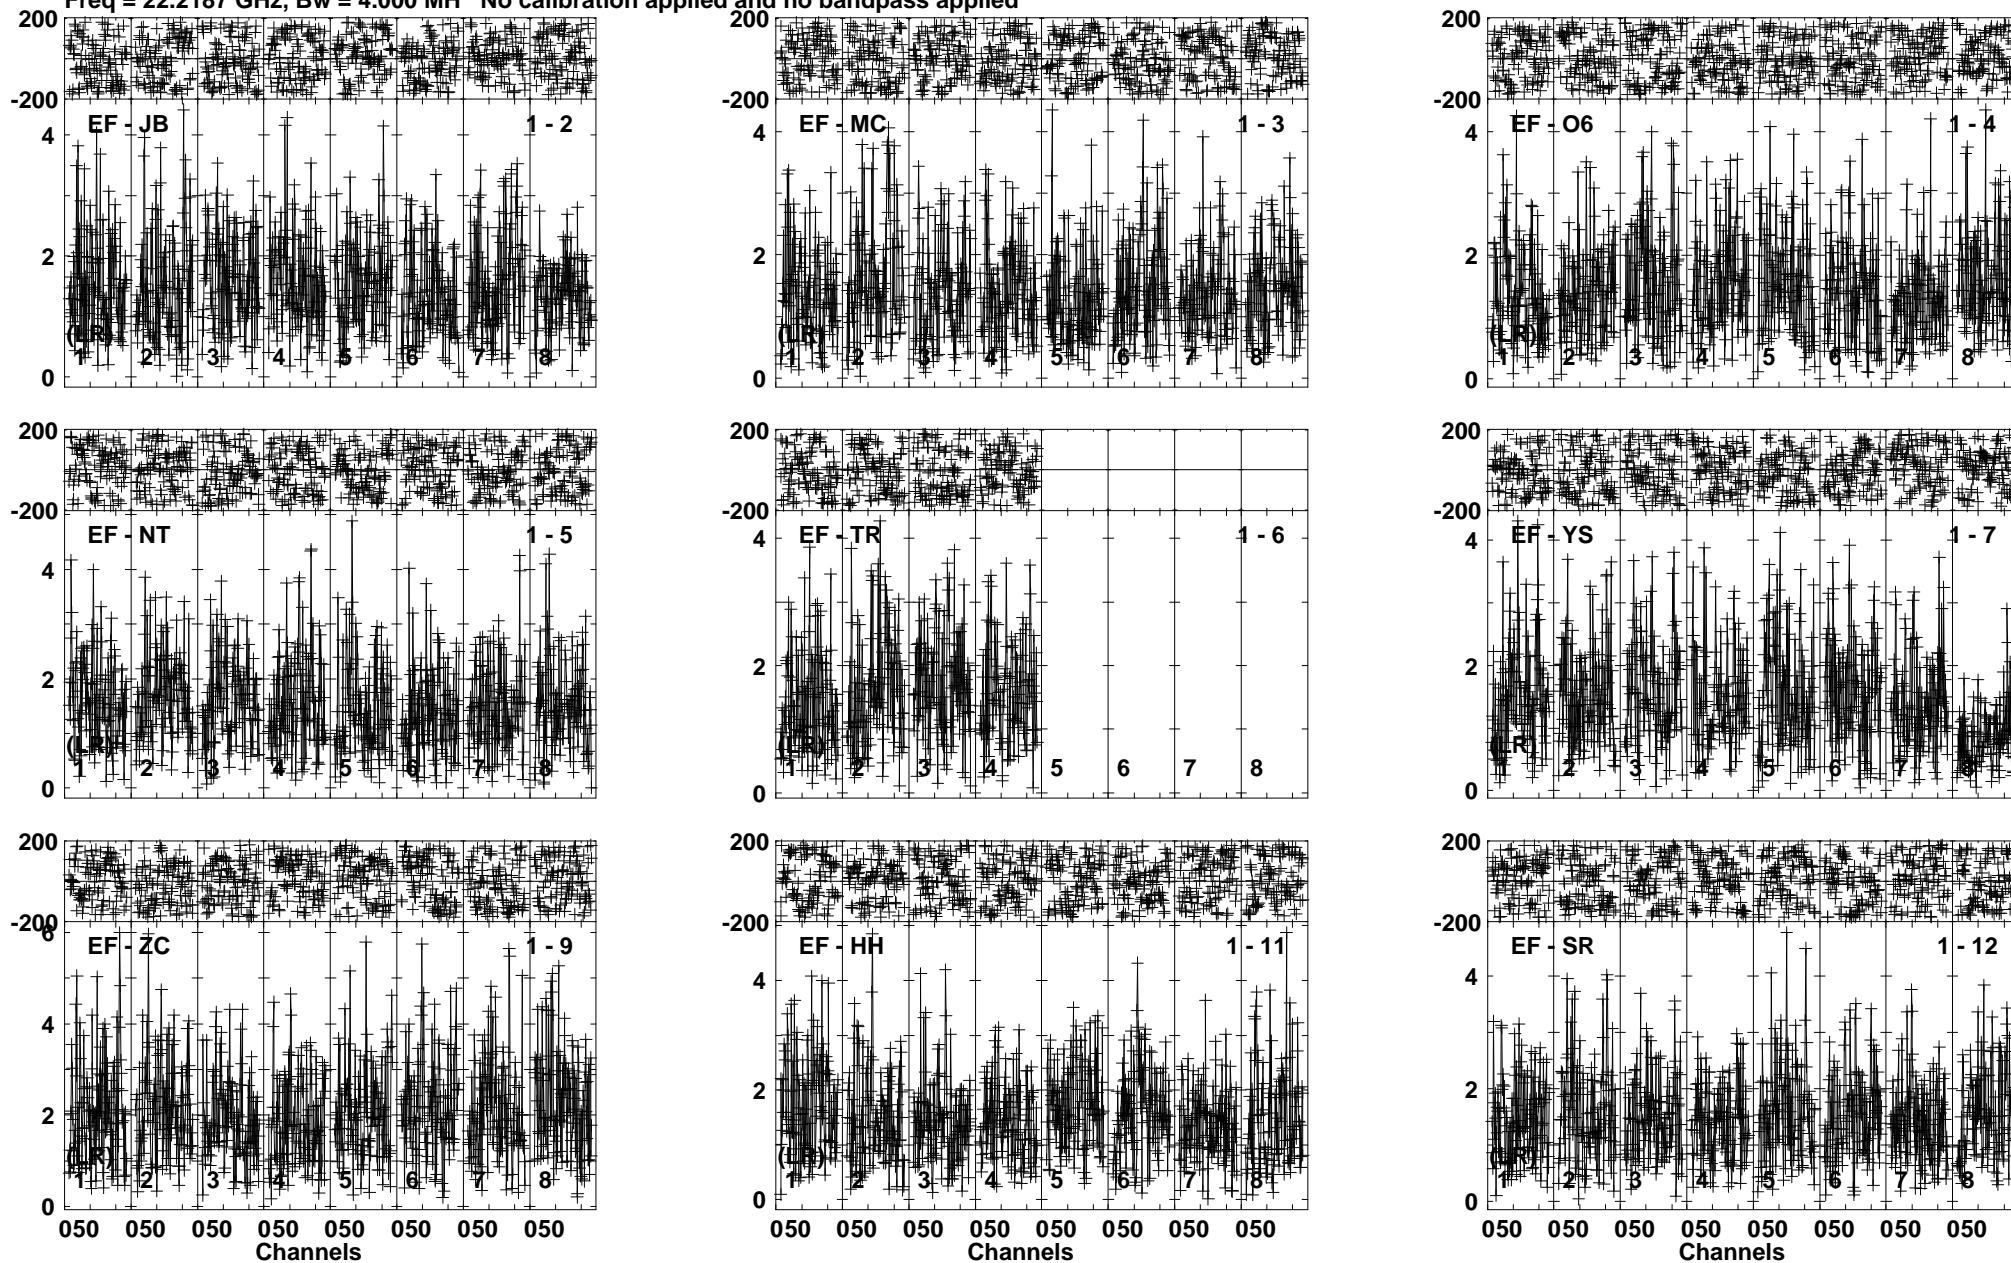 Freq = 22.2187 GHz, Bw = 4.000 MH No calibration applied and no bandpass applied
200 200 200
-200 -200 -200
EF - JB 1 - 2 EF - MC 1 - 3 EF - O6 1 - 4
4 4 4
2 2 2
(LR) (LR) (LR)
1 2 3 4 5 6 7 8 1 2 3 4 5 6 7 8 1 2 3 4 5 6 7 8
0 0 0
200 200 200
-200 -200 -200
EF - NT 1 - 5 EF - TR 1 - 6 EF - YS 1 - 7
4 4 4
2 2 2
(LR) (LR) (LR)
1 2 3 4 5 6 7 8 1 2 3 4 5 6 7 8 1 2 3 4 5 6 7 8
0 0 0
200 200 200
-200 -200 -200
6
EF - ZC 1 - 9 EF - HH 1 - 11 EF - SR 1 - 12
4 4 4
2 2 2
(LR) (LR) (LR)
1 2 3 4 5 6 7 8 1 2 3 4 5 6 7 8 1 2 3 4 5 6 7 8
0 0 0
050 050 050 050 050 050 050 050 050 050 050 050 050 050 050 050 050 050 050 050 050 050 050 050
Channels Channels Channels